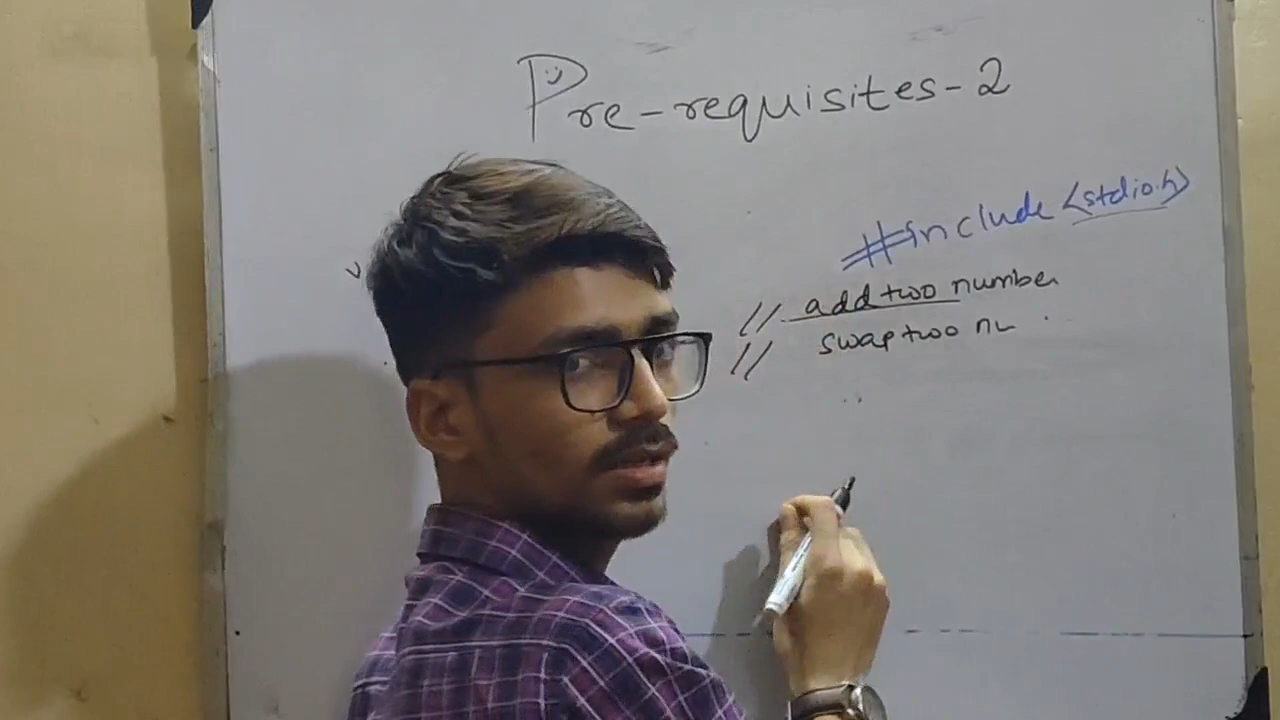 Pre-requisites-2
#include <stdio.h>
// add two number
// swap two nu